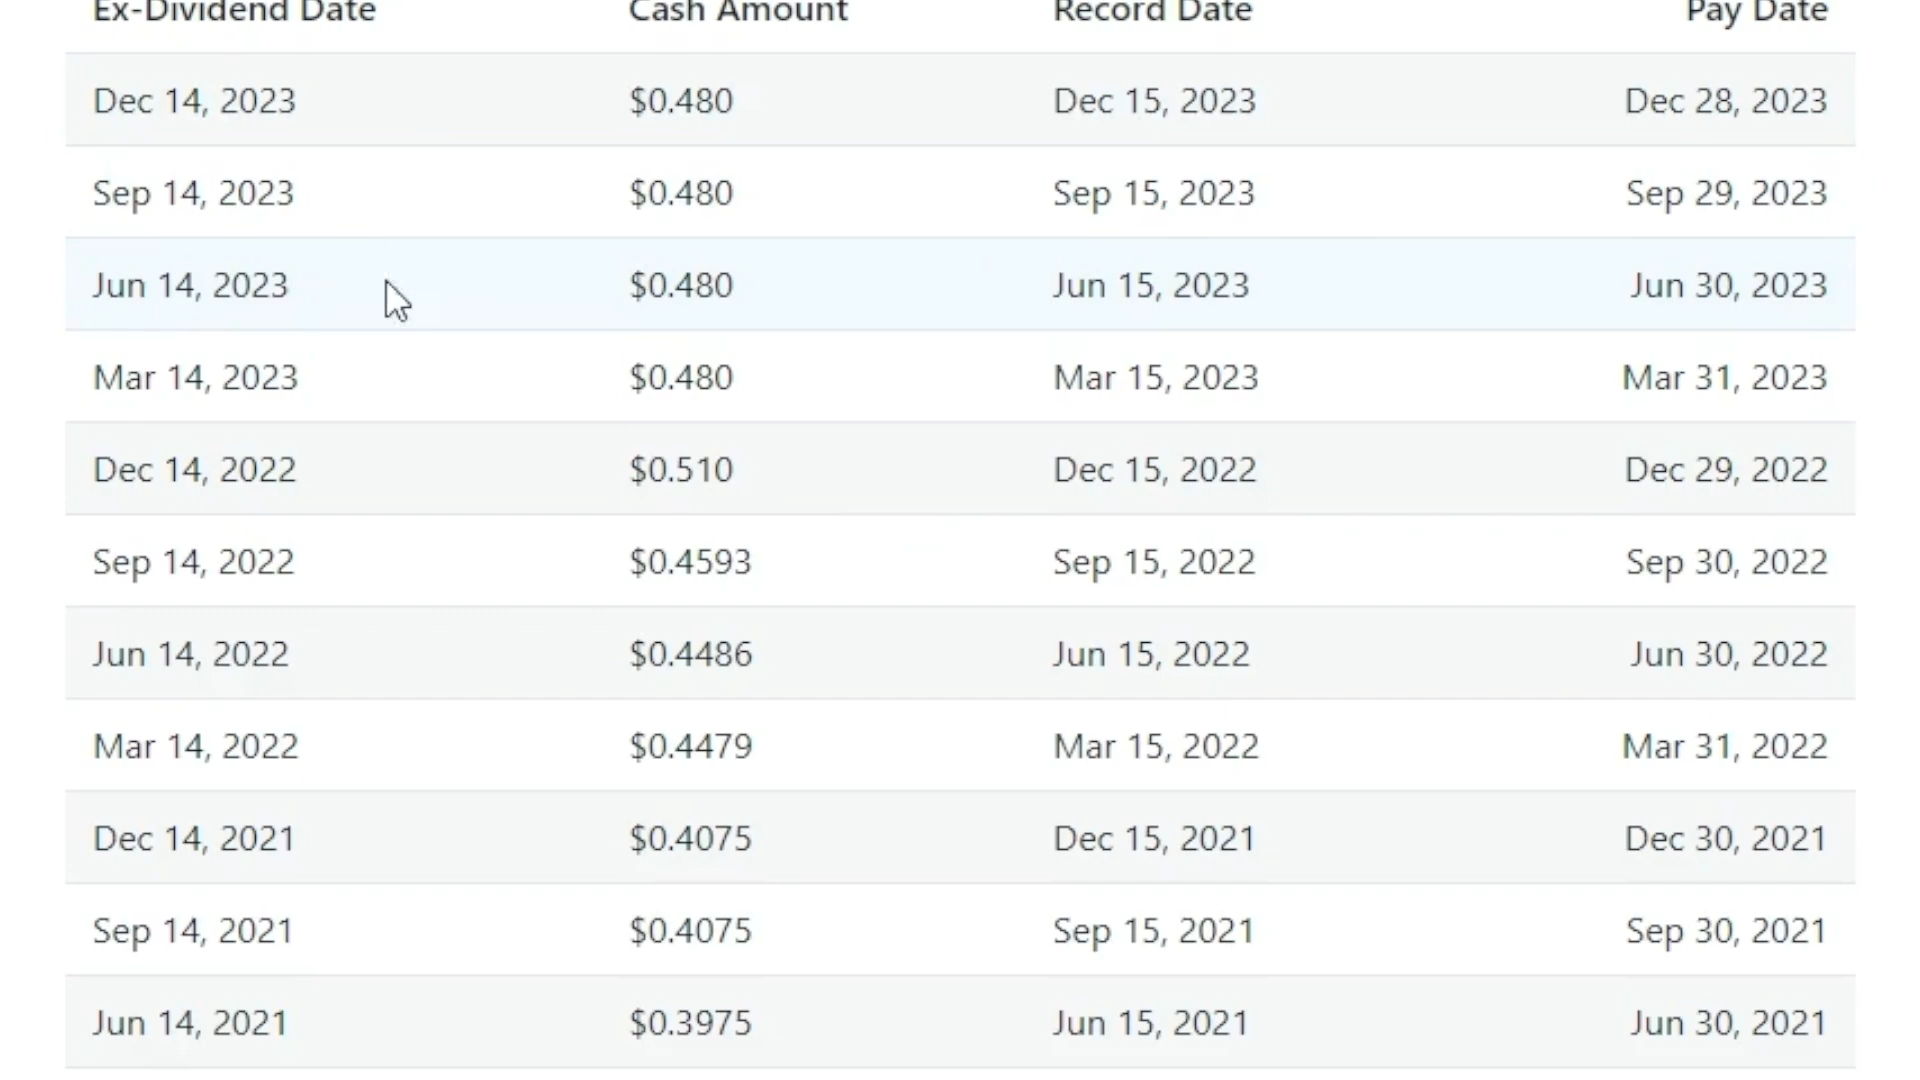 Ex-Dividend Date Cash Amount Record Date Pay Date
Dec 14, 2023 $0.480 Dec 15, 2023 Dec 28, 2023
Sep 14, 2023 $0.480 Sep 15, 2023 Sep 29, 2023
Jun 14, 2023 $0.480 Jun 15, 2023 Jun 30, 2023
Mar 14, 2023 $0.480 Mar 15, 2023 Mar 31, 2023
Dec 14, 2022 $0.510 Dec 15, 2022 Dec 29, 2022
Sep 14, 2022 $0.4593 Sep 15, 2022 Sep 30, 2022
Jun 14, 2022 $0.4486 Jun 15, 2022 Jun 30, 2022
Mar 14, 2022 $0.4479 Mar 15, 2022 Mar 31, 2022
Dec 14, 2021 $0.4075 Dec 15, 2021 Dec 30, 2021
Sep 14, 2021 $0.4075 Sep 15, 2021 Sep 30, 2021
Jun 14, 2021 $0.3975 Jun 15, 2021 Jun 30, 2021